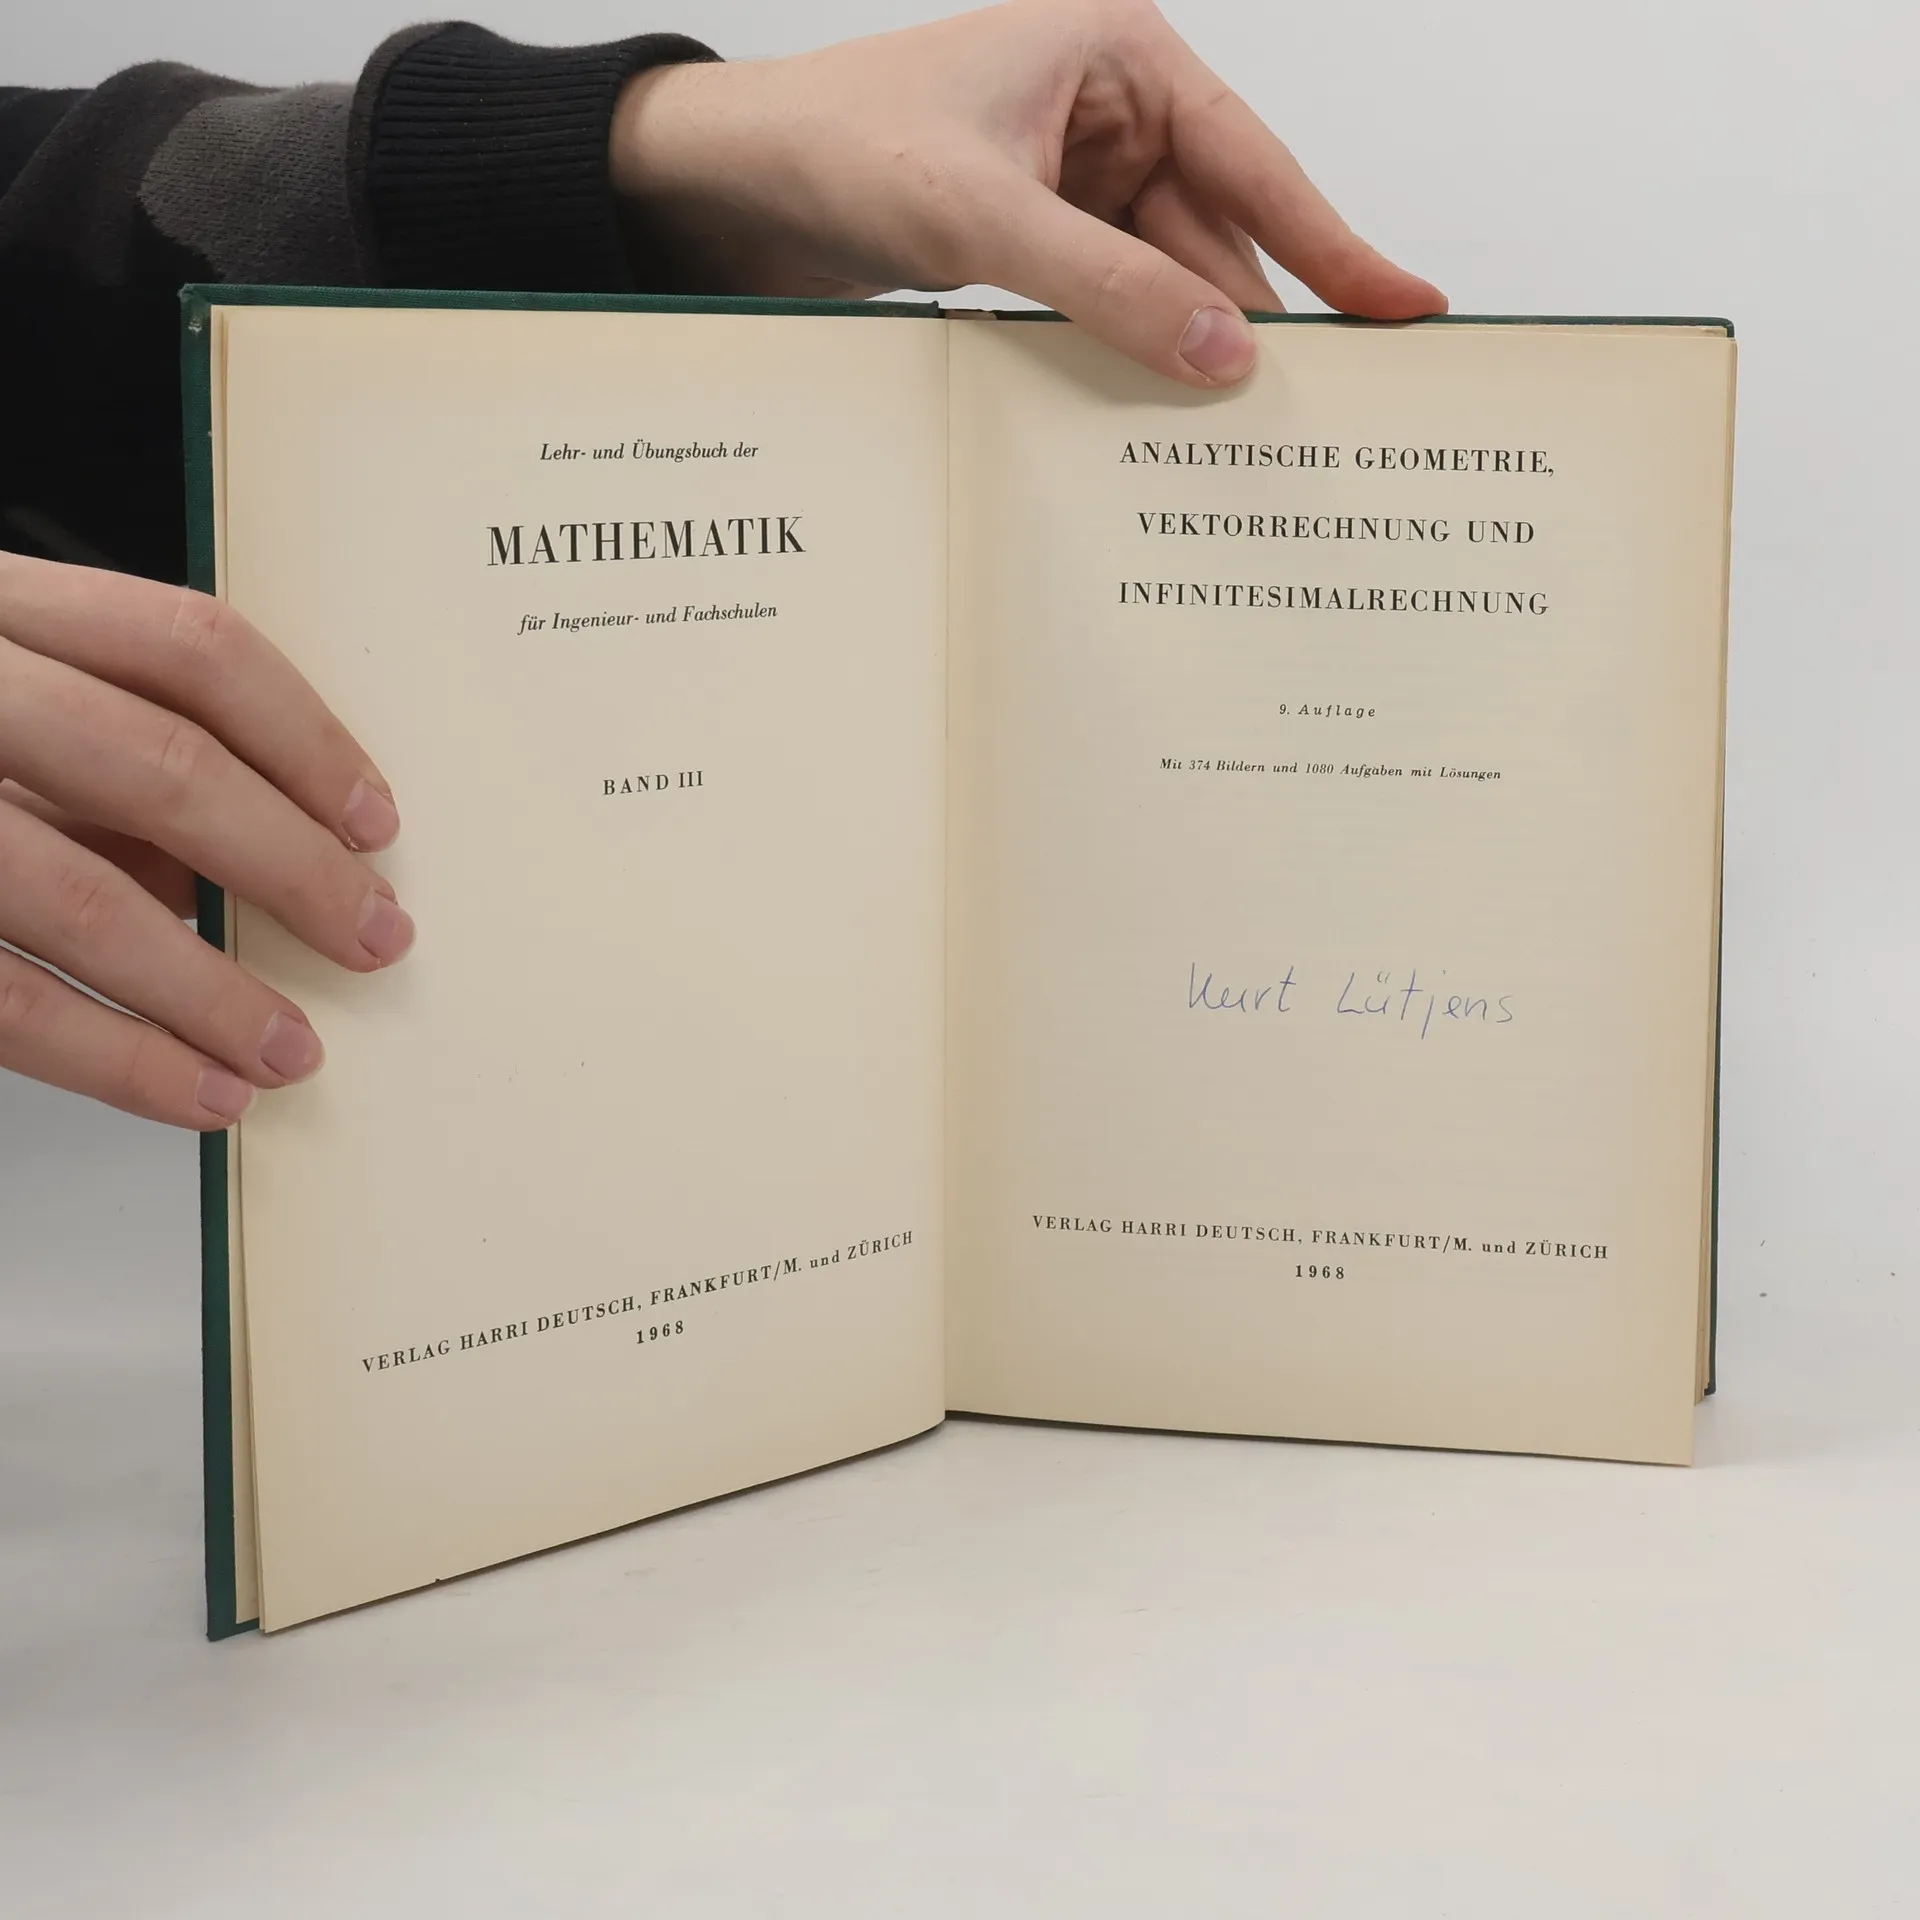 Lehr- und Übungsbuch der
MATHEMATIK
für Ingenieur- und Fachschulen
BAND III
VERLAG HARRI DEUTSCH, FRANKFURT/M. und ZÜRICH
1968
ANALYTISCHE GEOMETRIE,
VEKTORRECHNUNG UND
INFINITESIMALRECHNUNG
9. Auflage
Mit 374 Bildern und 1080 Aufgaben mit Lösungen
Kurt Lütjens
VERLAG HARRI DEUTSCH, FRANKFURT/M. und ZÜRICH
1968